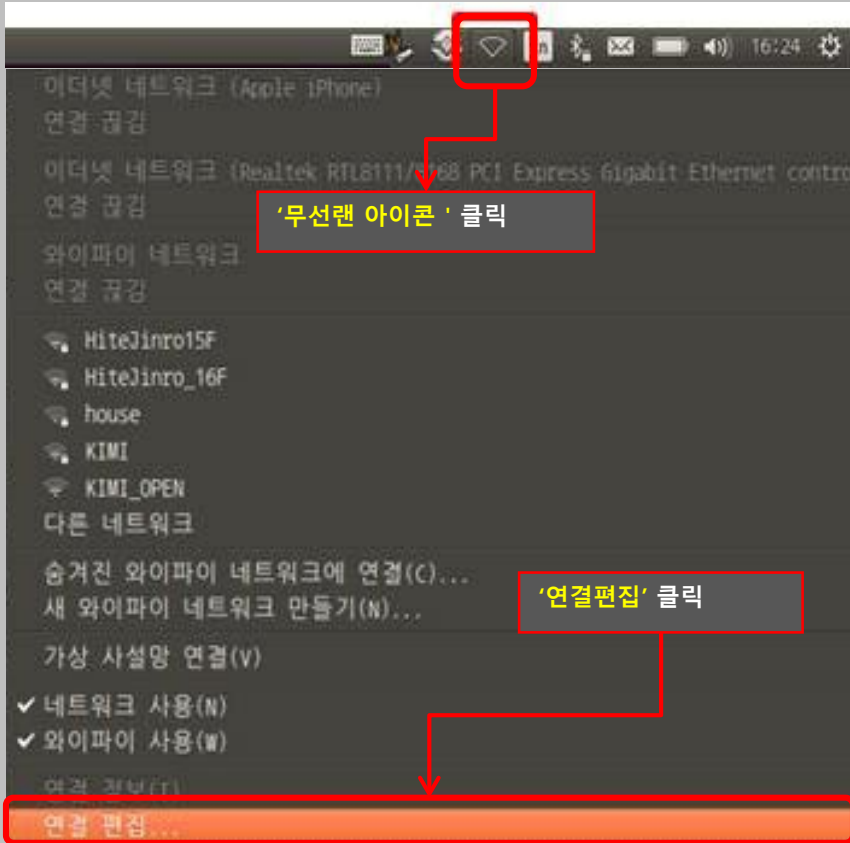 16:24
이더넷 네트워크 (Apple iPhone)
연결 끊김
이더넷 네트워크 (Realtek RTL8111/8168 PCI Express Gigabit Ethernet contro
연결 끊김
‘무선랜 아이콘 ' 클릭
와이파이 네트워크
연결 끊김
HiteJinro15F
HiteJinro_16F
house
KIMI
KIMI_OPEN
다른 네트워크
숨겨진 와이파이 네트워크에 연결(C)...
‘연결편집’ 클릭
새 와이파이 네트워크 만들기(N)...
가상 사설망 연결(V)
네트워크 사용(N)
와이파이 사용(W)
연결 정보(I)
연결 편집...